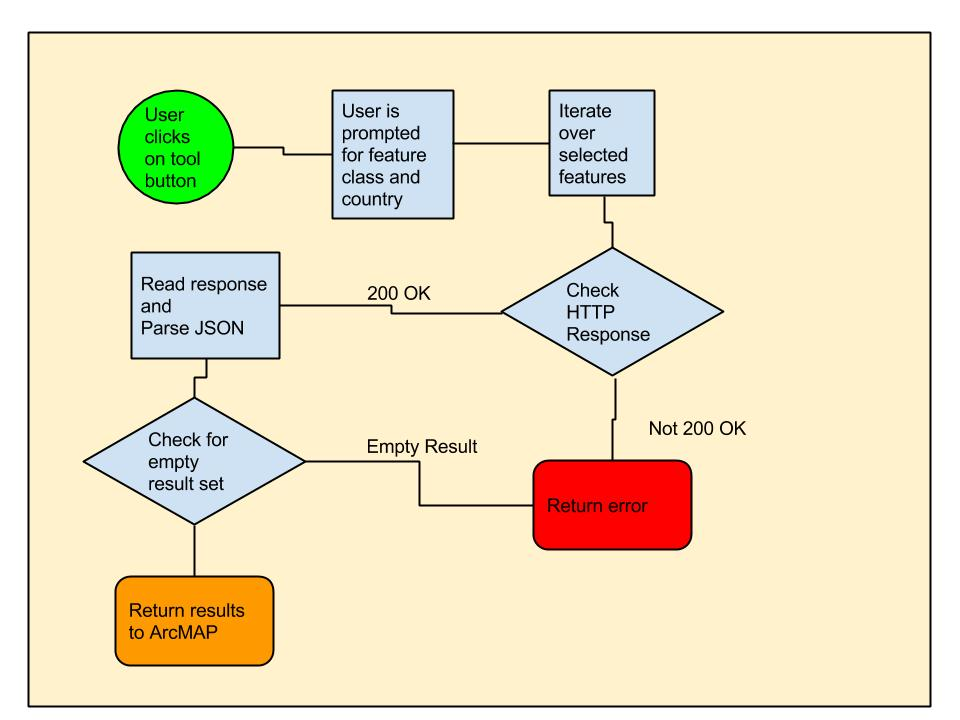 User
clicks
on tool
button
User is
prompted
for feature
class and
country
Iterate
over
selected
features
Check
HTTP
Response
200 OK
Read response
and
Parse JSON
Not 200 OK
Check for
empty
result set
Empty Result
Return error
Return results
to ArcMAP